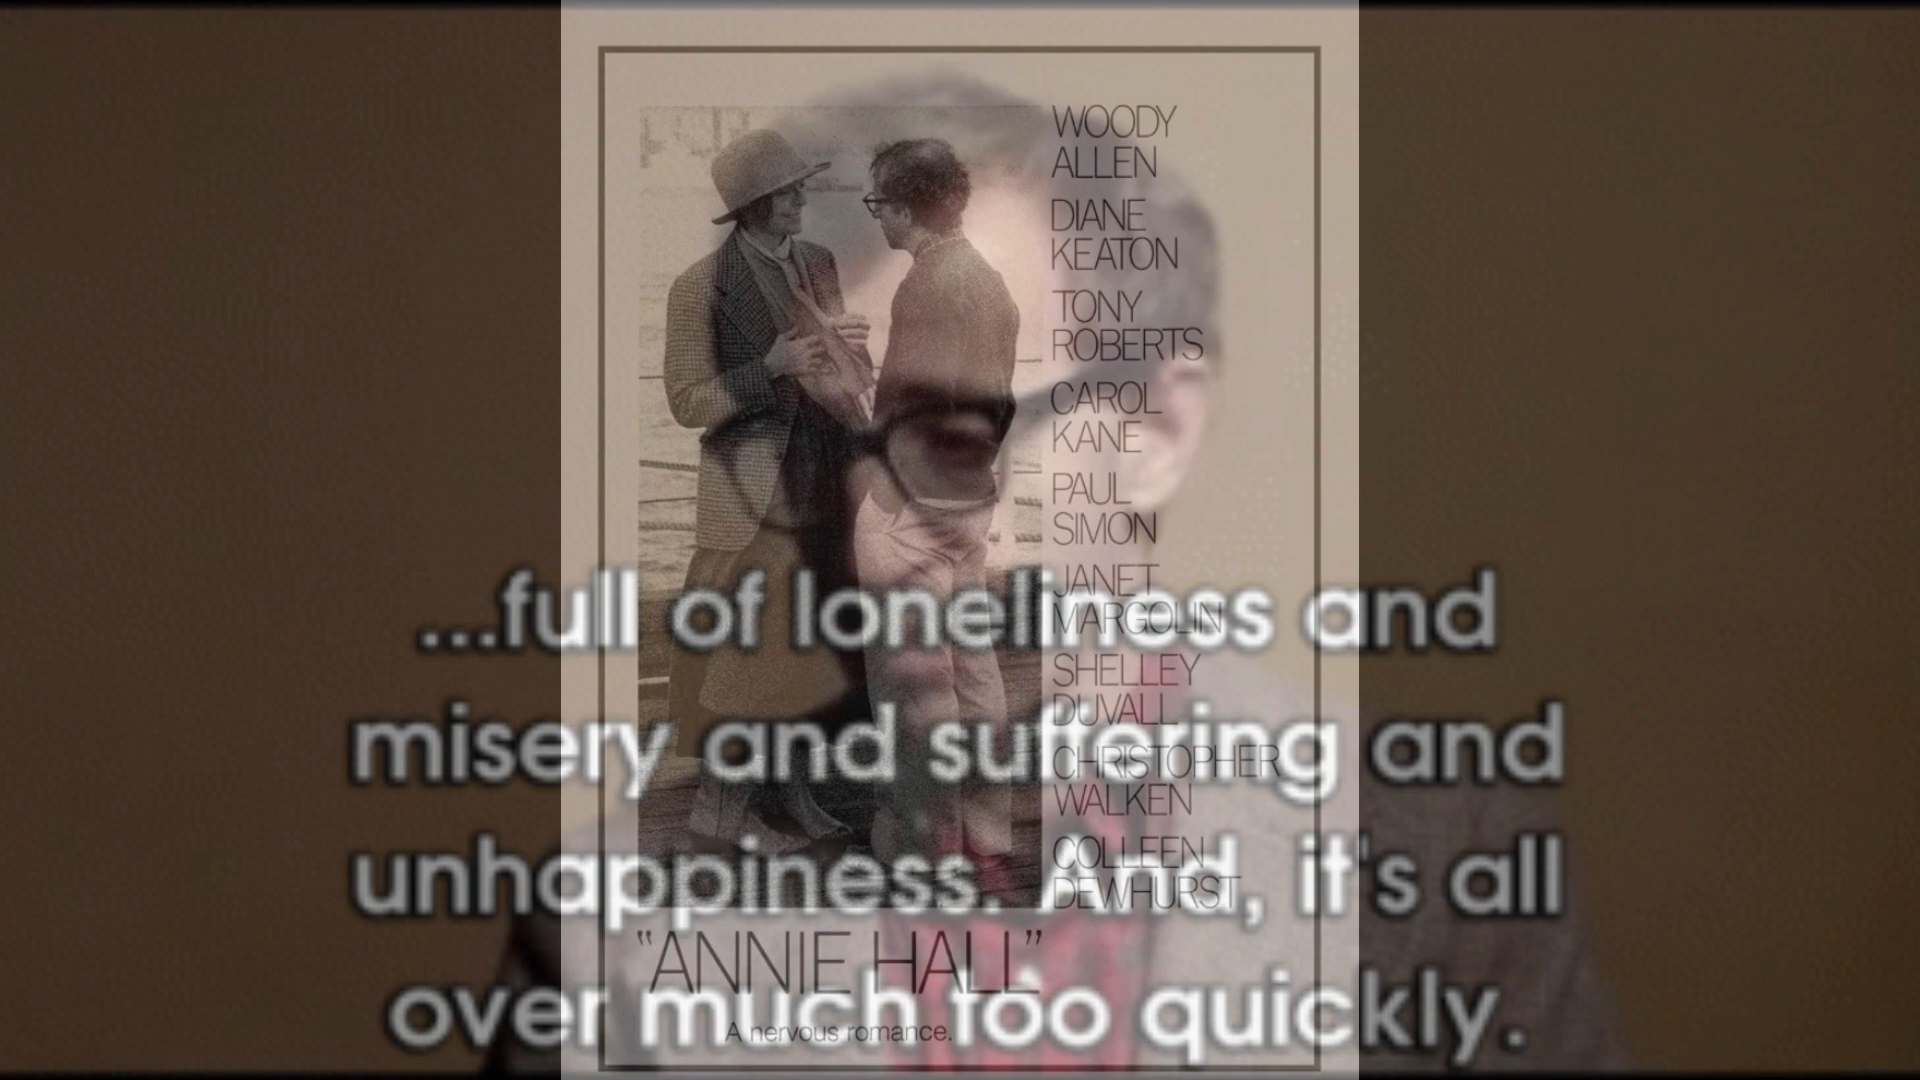 WOODY
ALLEN
DIANE
KEATON
TONY
ROBERTS
CAROL
KANE
PAUL
SIMON
JANET
MARGOLIN
SHELLEY
DUVALL
CHRISTOPHER
WALKEN
COLLEEN
DEWHURST
"ANNIE HALL"
A nervous romance.
...full of loneliness and
misery and suffering and
unhappiness. And, it's all
over much too quickly.